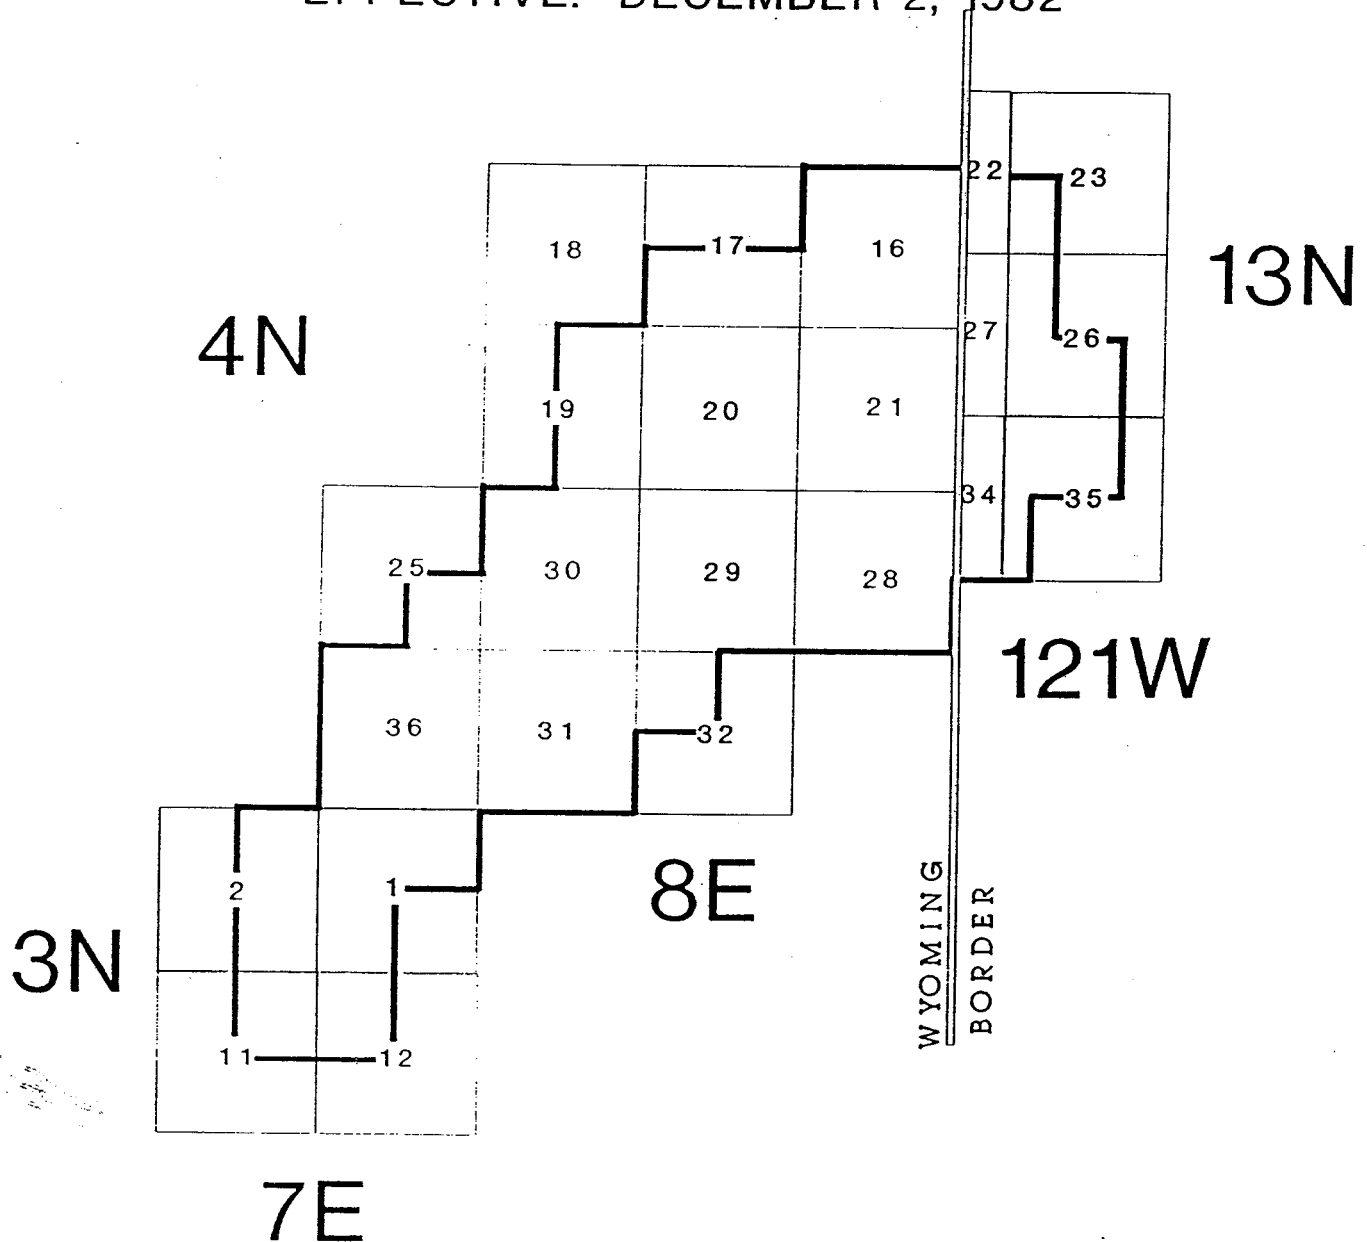 EFFECTIVE: DECEMBER 2, 1982
22 23
18 17 16
13N
4N
27 26
19 20 21
34 35
25 30 29 28
121W
36 31 32
2 1
8E
3N
WYOMING
BORDER
11 12
7E